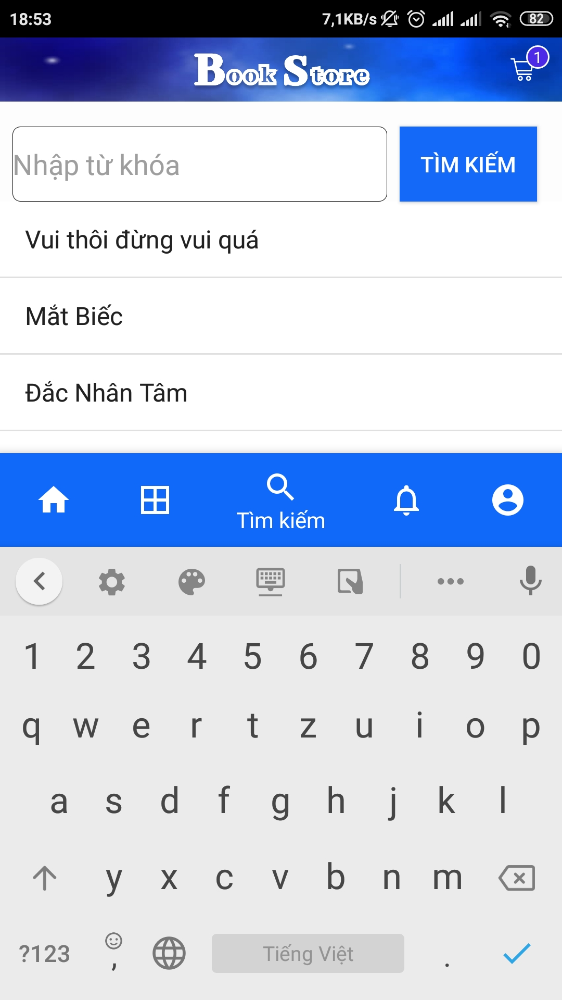 18:53 7,1KB/s 82
Book Store 1
Nhập từ khóa TÌM KIẾM
Vui thôi đừng vui quá
Mắt Biếc
Đắc Nhân Tâm
Tìm kiếm
1 2 3 4 5 6 7 8 9 0
q w e r t z u i o p
a s d f g h j k l
y x c v b n m
?123 , Tiếng Việt .